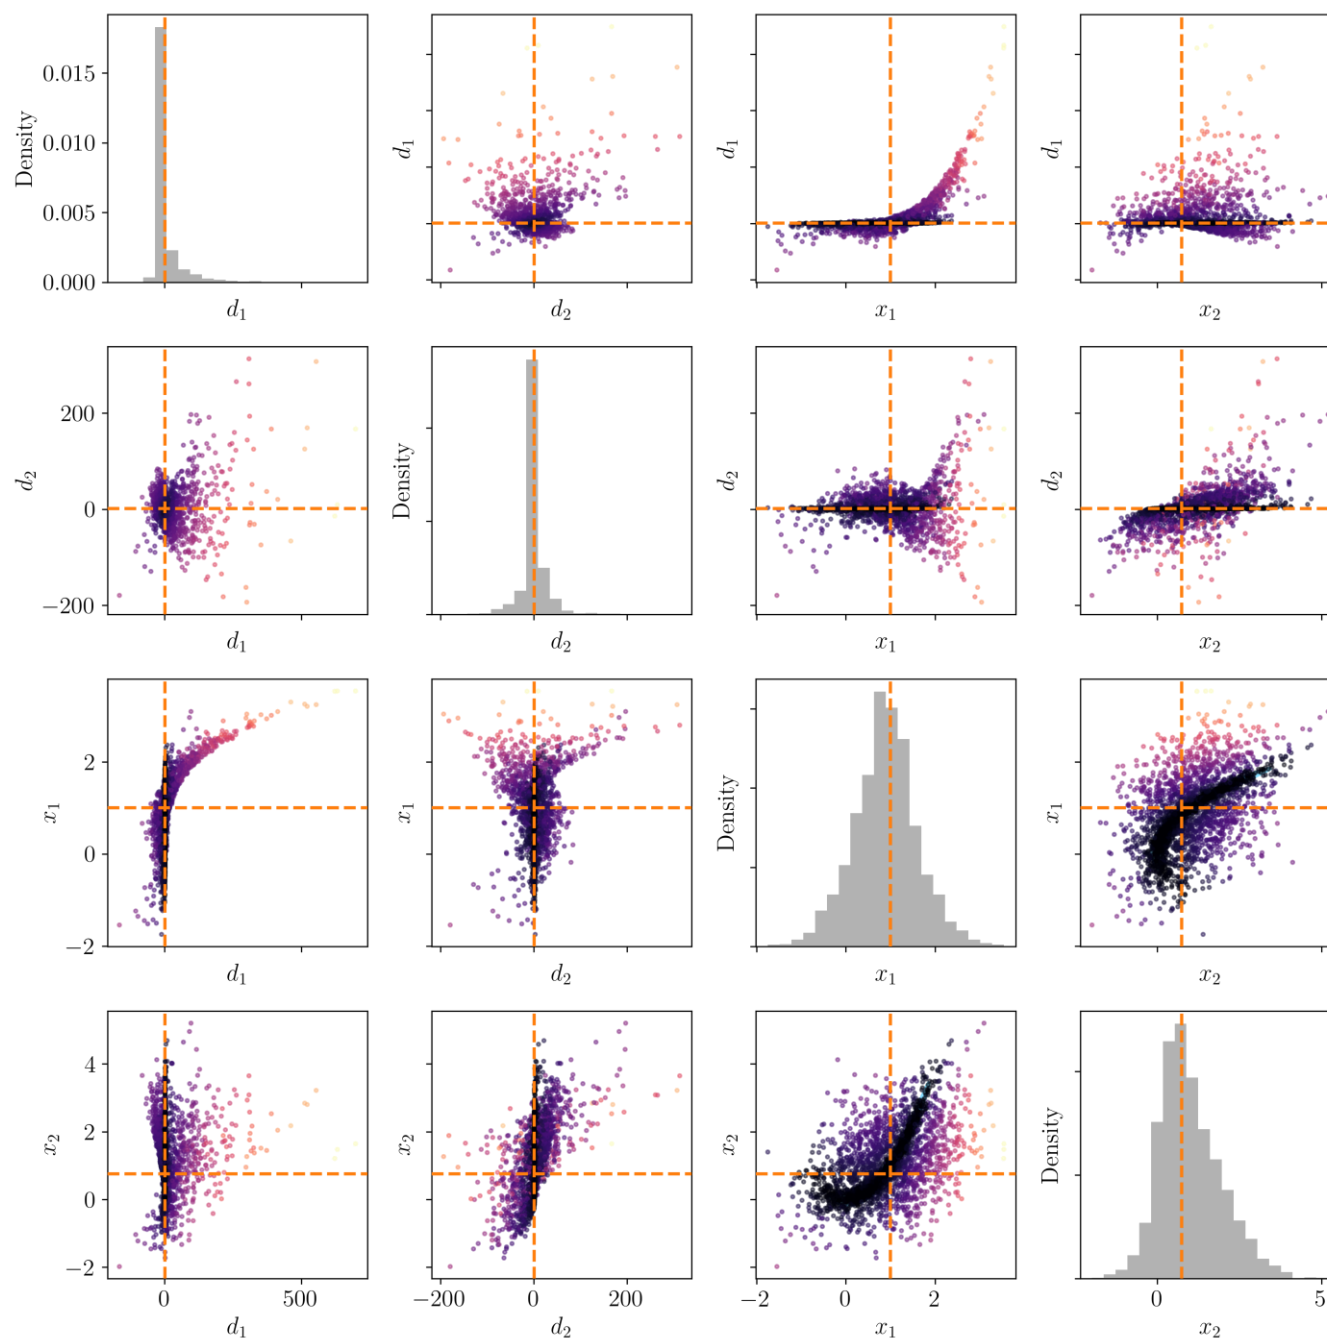 0.015
0.010
0.005
0.000
Density
d₁
d₁
d₂
d₁
x₁
d₁
x₂
200
0
−200
d₂
d₁
Density
d₂
d₂
x₁
d₂
x₂
2
0
−2
x₁
d₁
x₁
d₂
Density
x₁
x₁
x₂
4
2
0
−2
x₂
0
500
d₁
x₂
−200
0
200
d₂
x₂
−2
0
2
x₁
Density
0
5
x₂